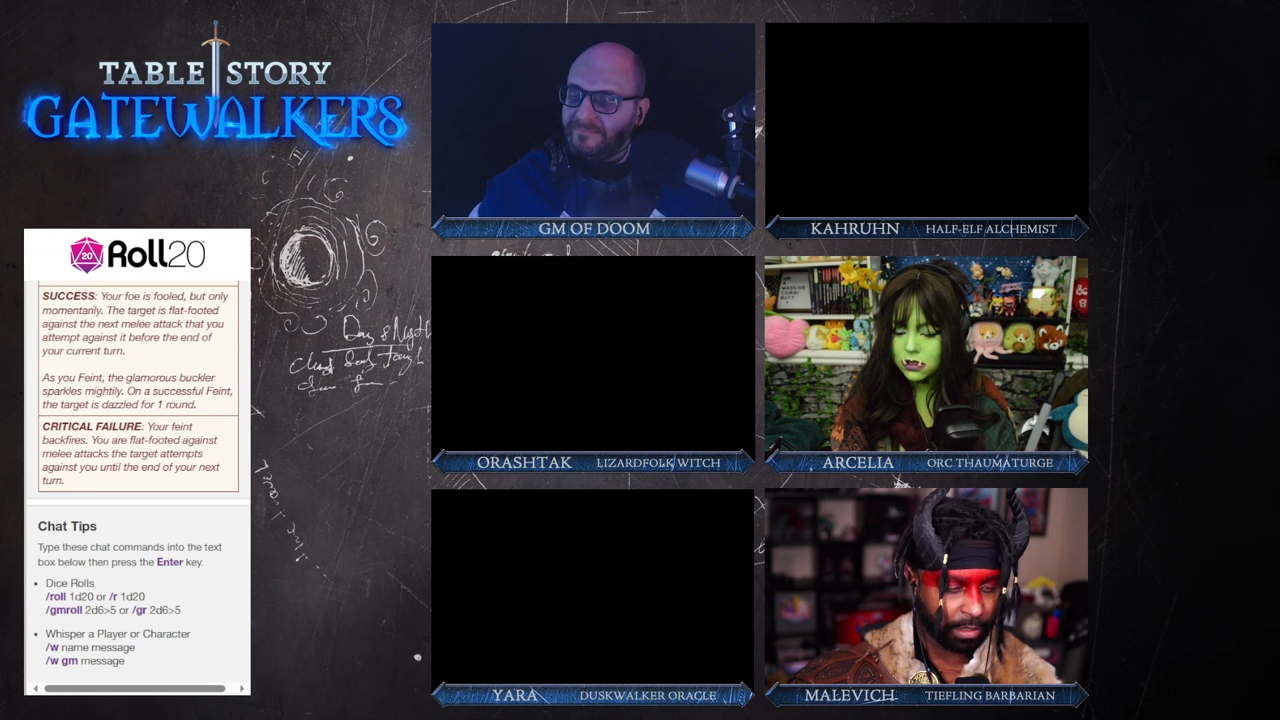 TABLE STORY
GATEWALKERS
20
Roll20
SUCCESS: Your foe is fooled, but only
momentarily. The target is flat-footed
against the next melee attack that you
attempt against it before the end of
your current turn.
As you Feint, the glamorous buckler
sparkles mightily. On a successful Feint,
the target is dazzled for 1 round.
CRITICAL FAILURE: Your feint
backfires. You are flat-footed against
melee attacks the target attempts
against you until the end of your next
turn.
Chat Tips
Type these chat commands into the text
box below then press the Enter key.
• Dice Rolls
/roll 1d20 or /r 1d20
/gmroll 2d6>5 or /gr 2d6>5
• Whisper a Player or Character
/w name message
/w gm message
GM OF DOOM
KAHRUHN HALF-ELF ALCHEMIST
ORASHTAK LIZARDFOLK WITCH
MASSIVE
CORGI
BUTT
ARCELIA ORC THAUMATURGE
YARA DUSKWALKER ORACLE
MALEVICH TIEFLING BARBARIAN